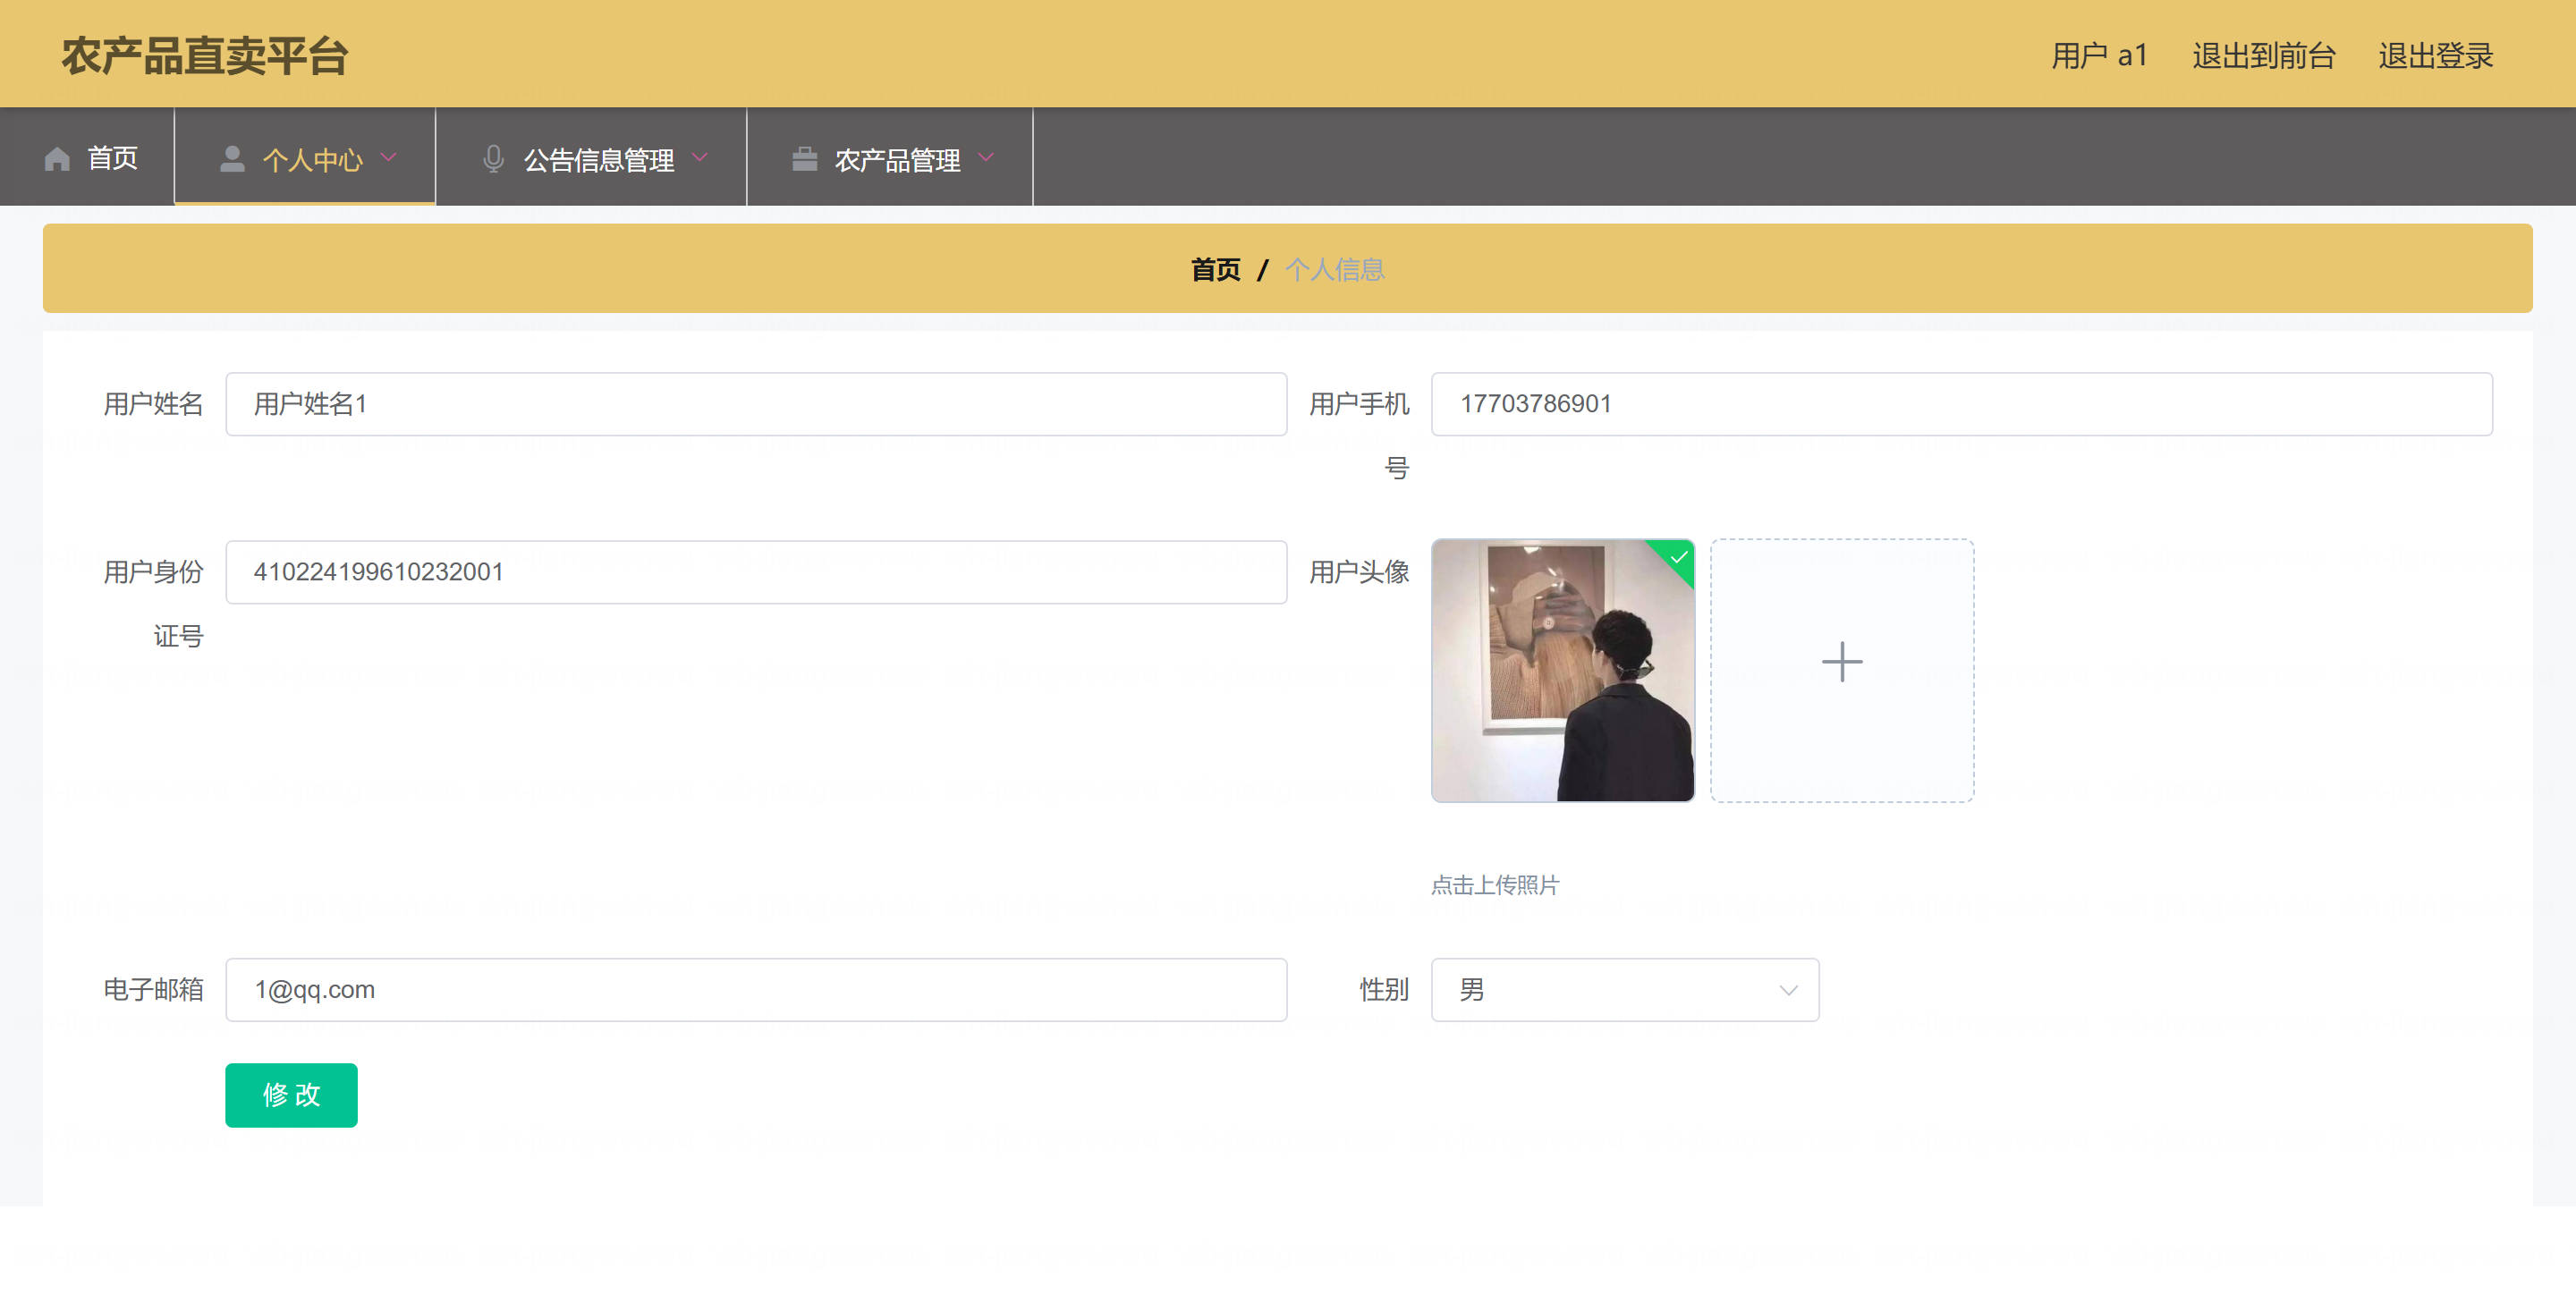 农产品直卖平台
用户 a1 退出到前台 退出登录
首页 个人中心 公告信息管理 农产品管理
首页 / 个人信息
用户姓名 用户姓名1 用户手机号 17703786901
用户身份证号 410224199610232001 用户头像
点击上传照片
电子邮箱 1@qq.com 性别 男
修 改